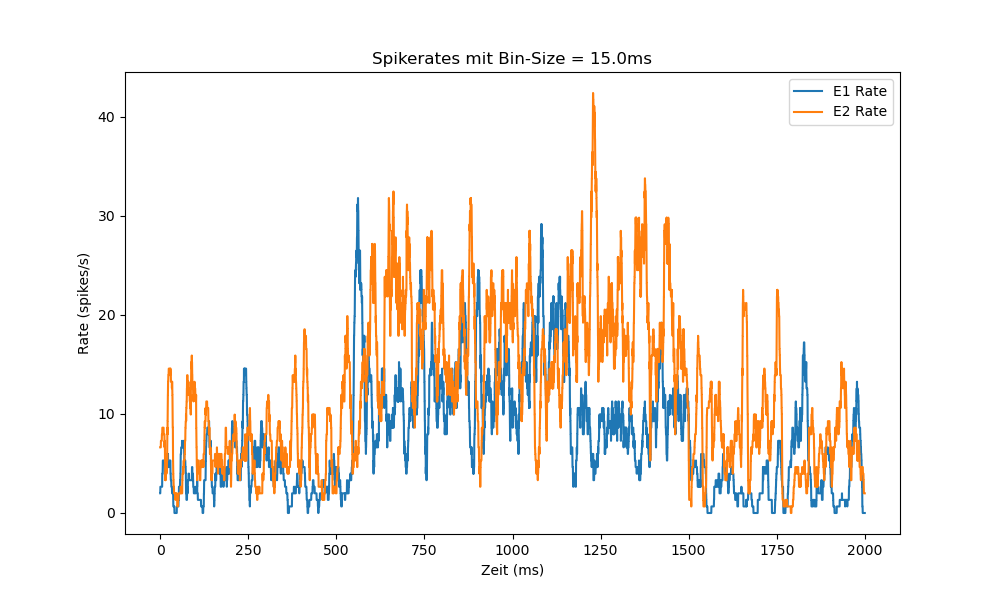 Spikerates mit Bin-Size = 15.0ms
E1 Rate
E2 Rate
40
30
20
10
0
Rate (spikes/s)
0 250 500 750 1000 1250 1500 1750 2000
Zeit (ms)